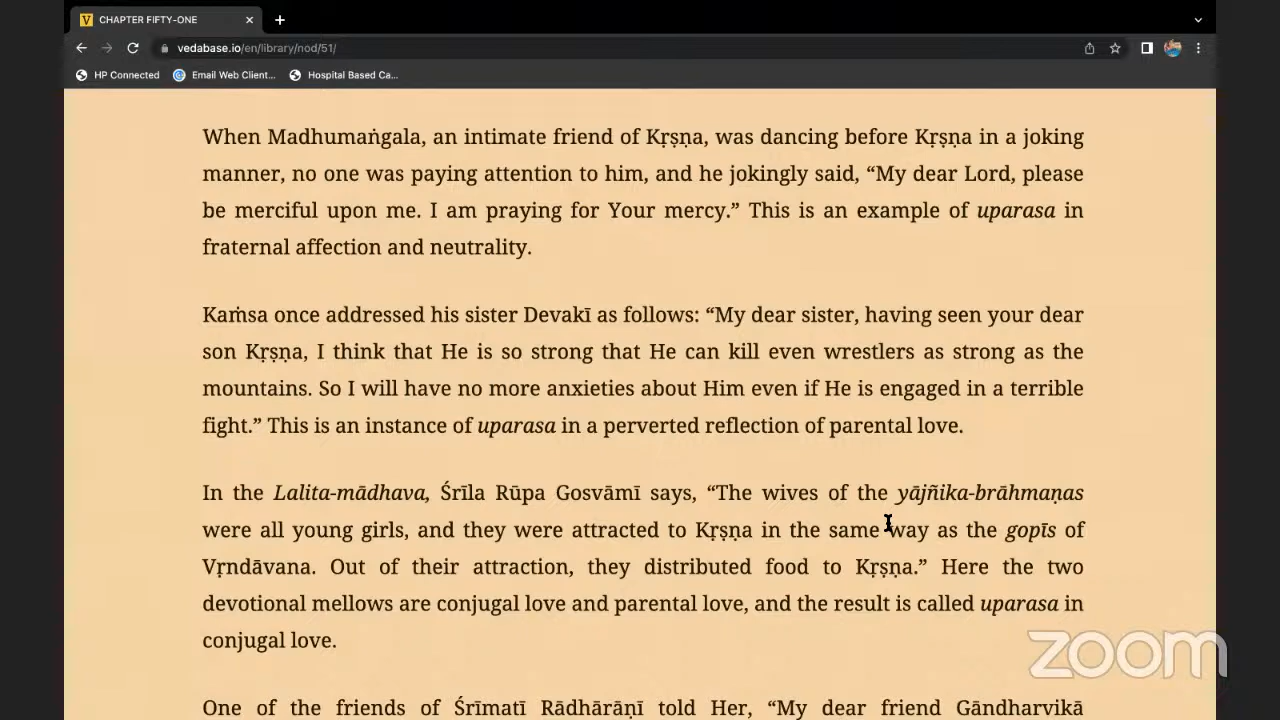 CHAPTER FIFTY-ONE
vedabase.io/en/library/nod/51/
HP Connected
Email Web Client...
Hospital Based Ca...
When Madhumaṅgala, an intimate friend of Kṛṣṇa, was dancing before Kṛṣṇa in a joking
manner, no one was paying attention to him, and he jokingly said, “My dear Lord, please
be merciful upon me. I am praying for Your mercy.” This is an example of uparasa in
fraternal affection and neutrality.
Kaṁsa once addressed his sister Devakī as follows: “My dear sister, having seen your dear
son Kṛṣṇa, I think that He is so strong that He can kill even wrestlers as strong as the
mountains. So I will have no more anxieties about Him even if He is engaged in a terrible
fight.” This is an instance of uparasa in a perverted reflection of parental love.
In the Lalita-mādhava, Śrīla Rūpa Gosvāmī says, “The wives of the yājñika-brāhmaṇas
were all young girls, and they were attracted to Kṛṣṇa in the same way as the gopīs of
Vṛndāvana. Out of their attraction, they distributed food to Kṛṣṇa.” Here the two
devotional mellows are conjugal love and parental love, and the result is called uparasa in
conjugal love.
One of the friends of Śrīmatī Rādhārāṇī told Her, “My dear friend Gāndharvikā
zoom